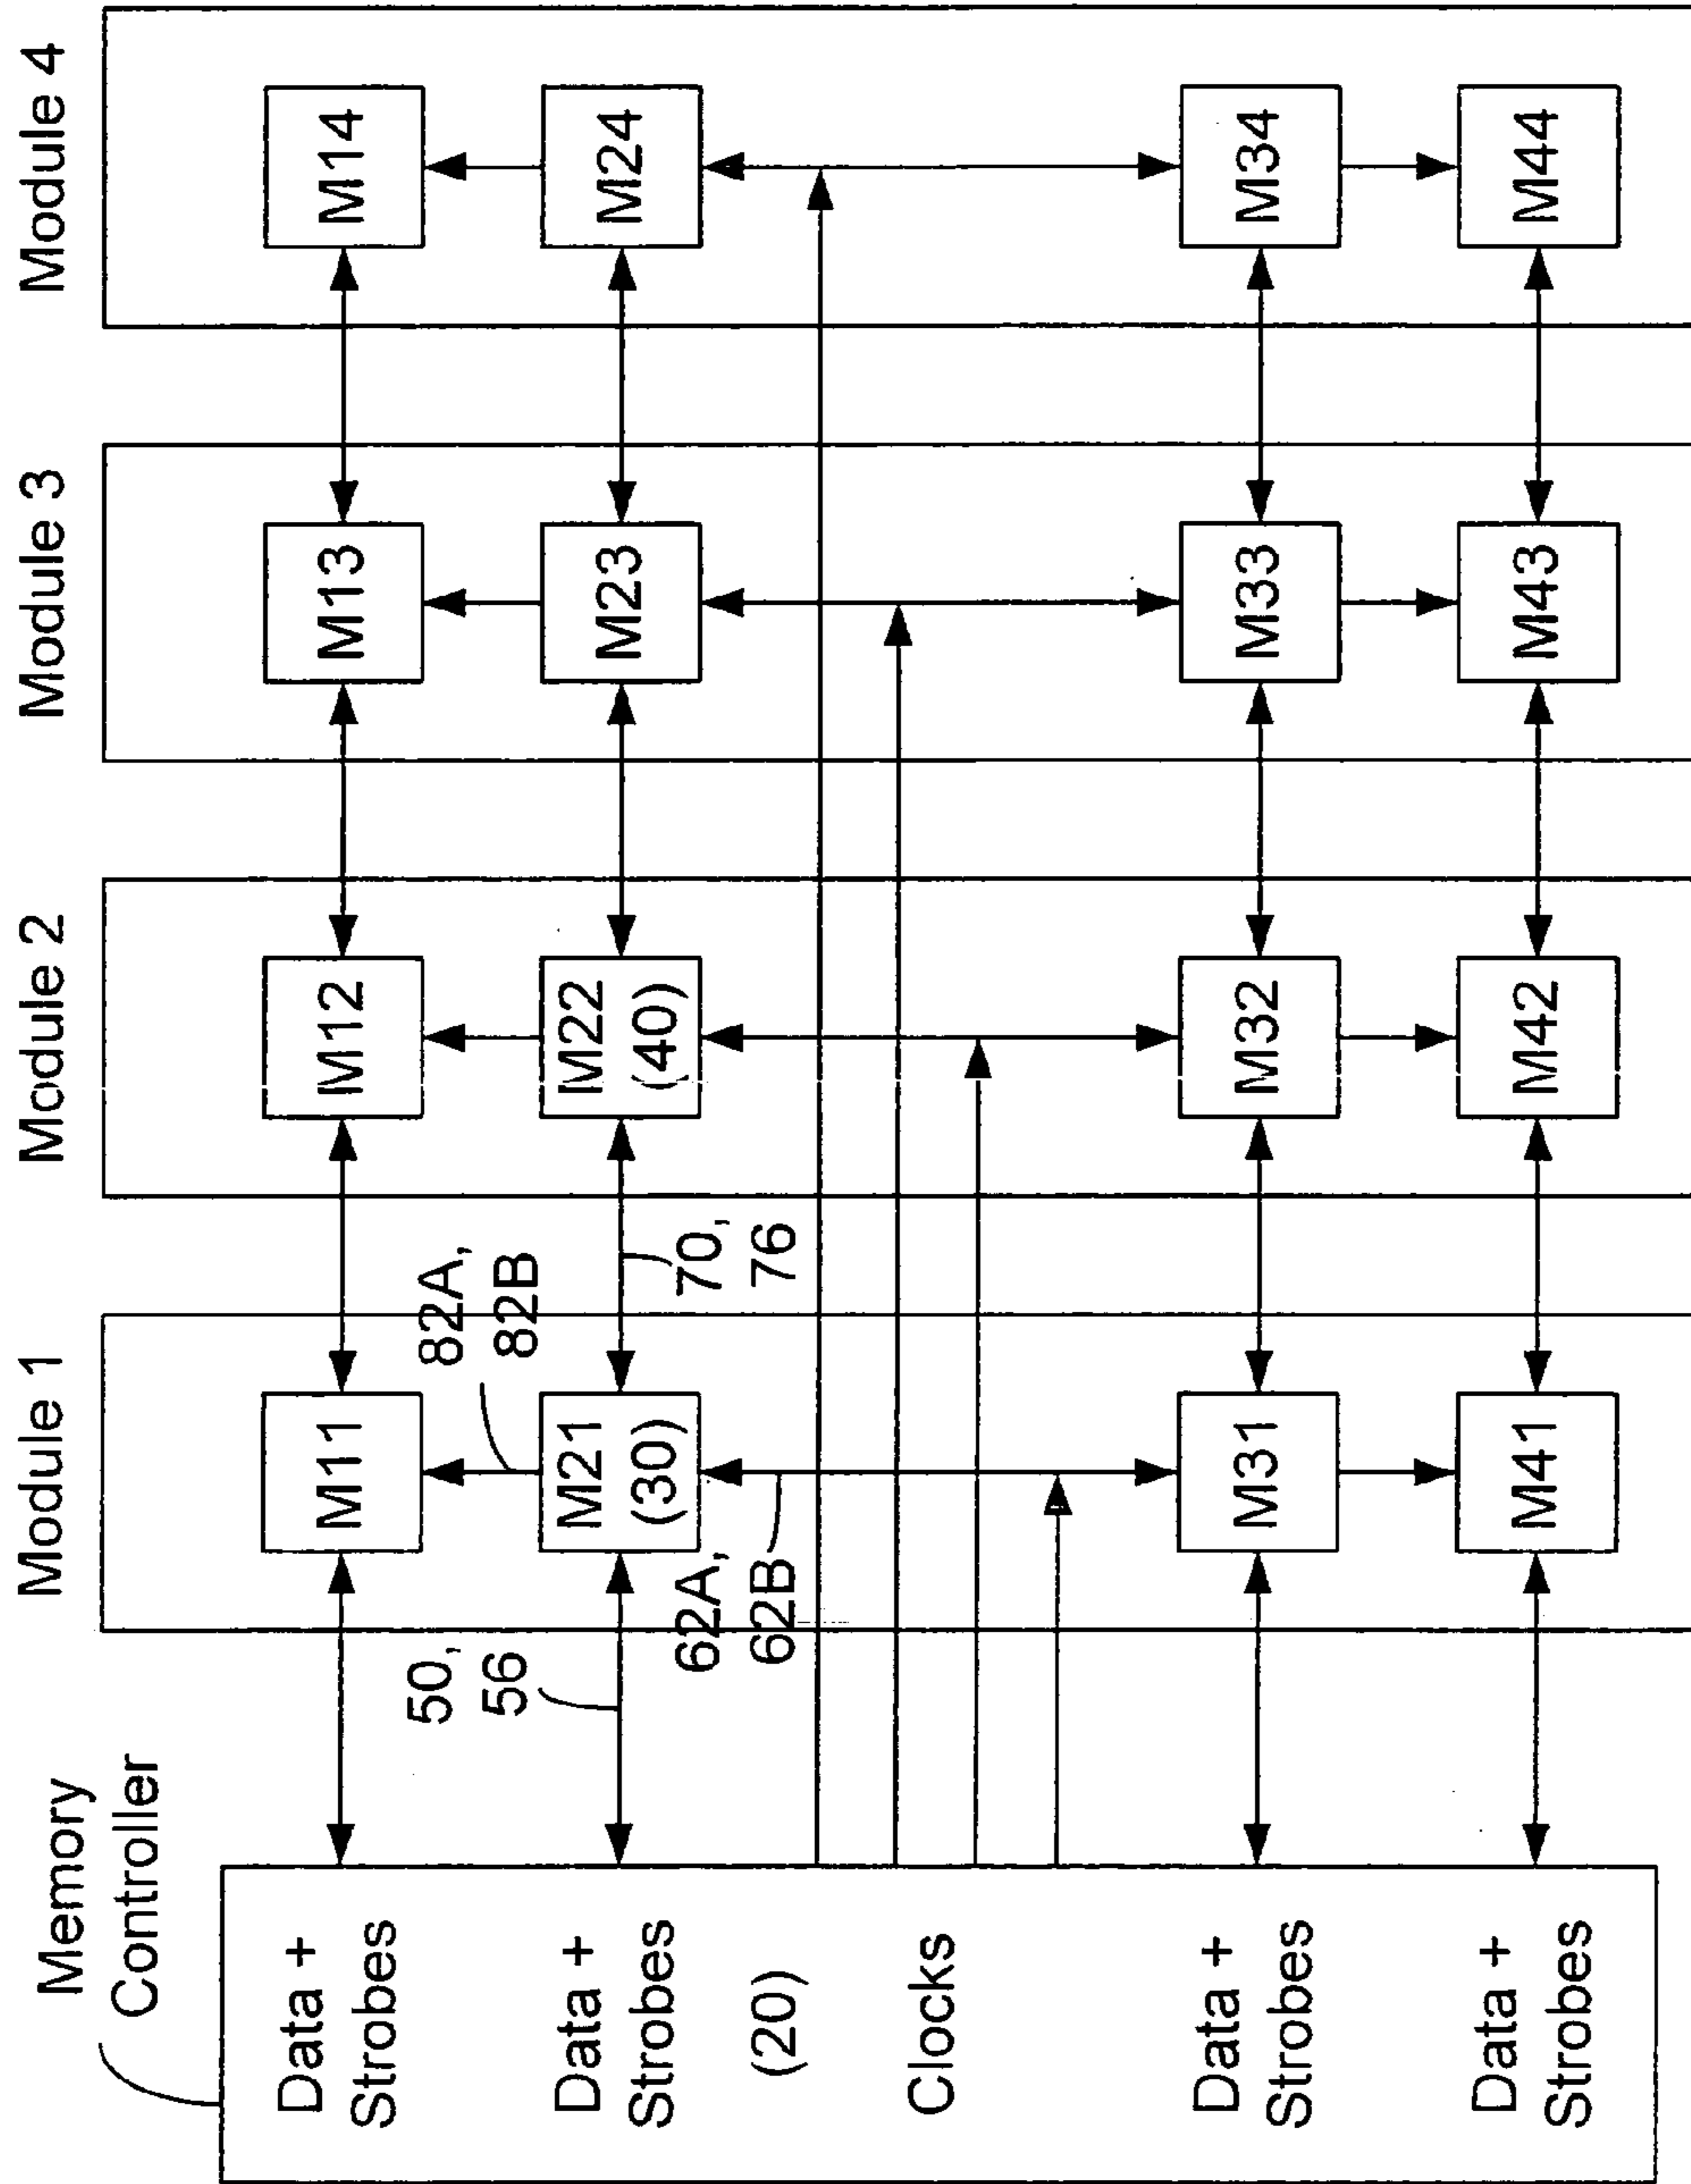 Memory
Controller
Module 1
Module 2
Module 3
Module 4
Data +
Strobes
Data +
Strobes
(20)
Clocks
Data +
Strobes
Data +
Strobes
50,
56
62A,
62B
82A,
82B
70,
76
M11
M21
(30)
M31
M41
M12
M22
(40)
M32
M42
M13
M23
M33
M43
M14
M24
M34
M44